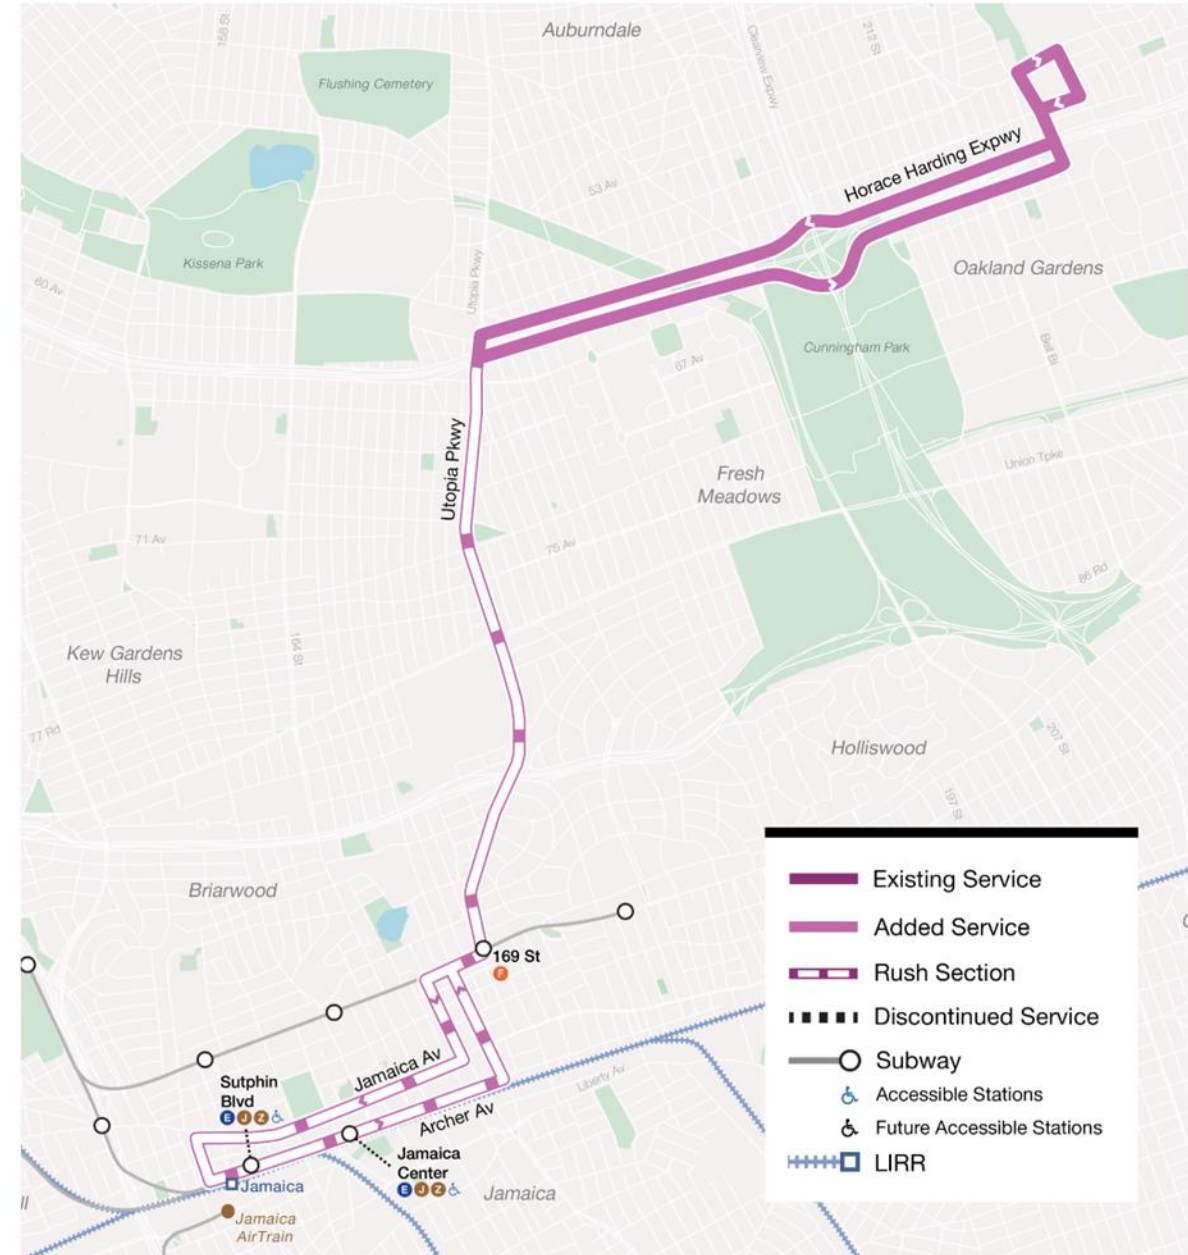 Auburndale
158 St
Clearview Expwy
212 St
Flushing Cemetery
Horace Harding Expwy
53 Av
Kissena Park
Utopia Pkwy
60 Av
Oakland Gardens
Cunningham Park
Bell Bl
67 Av
Utopia Pkwy
Fresh
Meadows
Union Tpke
71 Av
75 Av
86 Rd
164 St
Kew Gardens
Hills
77 Rd
Holliswood
207 St
197 St
Briarwood
169 St
F
Jamaica Av
Liberty Av
Sutphin
Blvd
E J Z
Archer Av
Jamaica
Center
E J Z
Jamaica
Jamaica
Jamaica
AirTrain
Existing Service
Added Service
Rush Section
Discontinued Service
Subway
Accessible Stations
Future Accessible Stations
LIRR